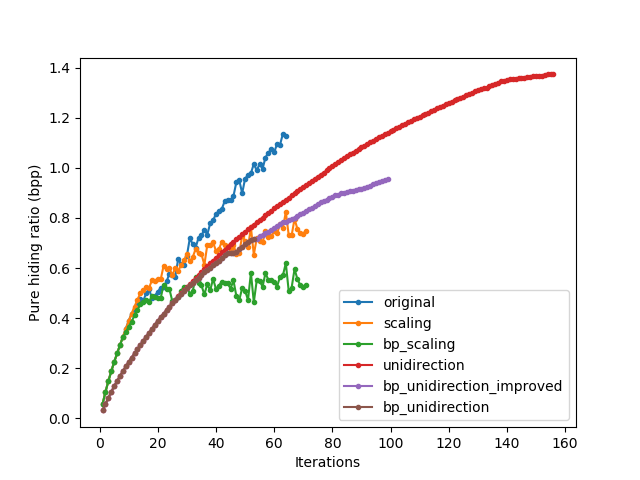 1.4
1.2
1.0
0.8
0.6
0.4
0.2
0.0
Pure hiding ratio (bpp)
original
scaling
bp_scaling
unidirection
bp_unidirection_improved
bp_unidirection
0 20 40 60 80 100 120 140 160
Iterations